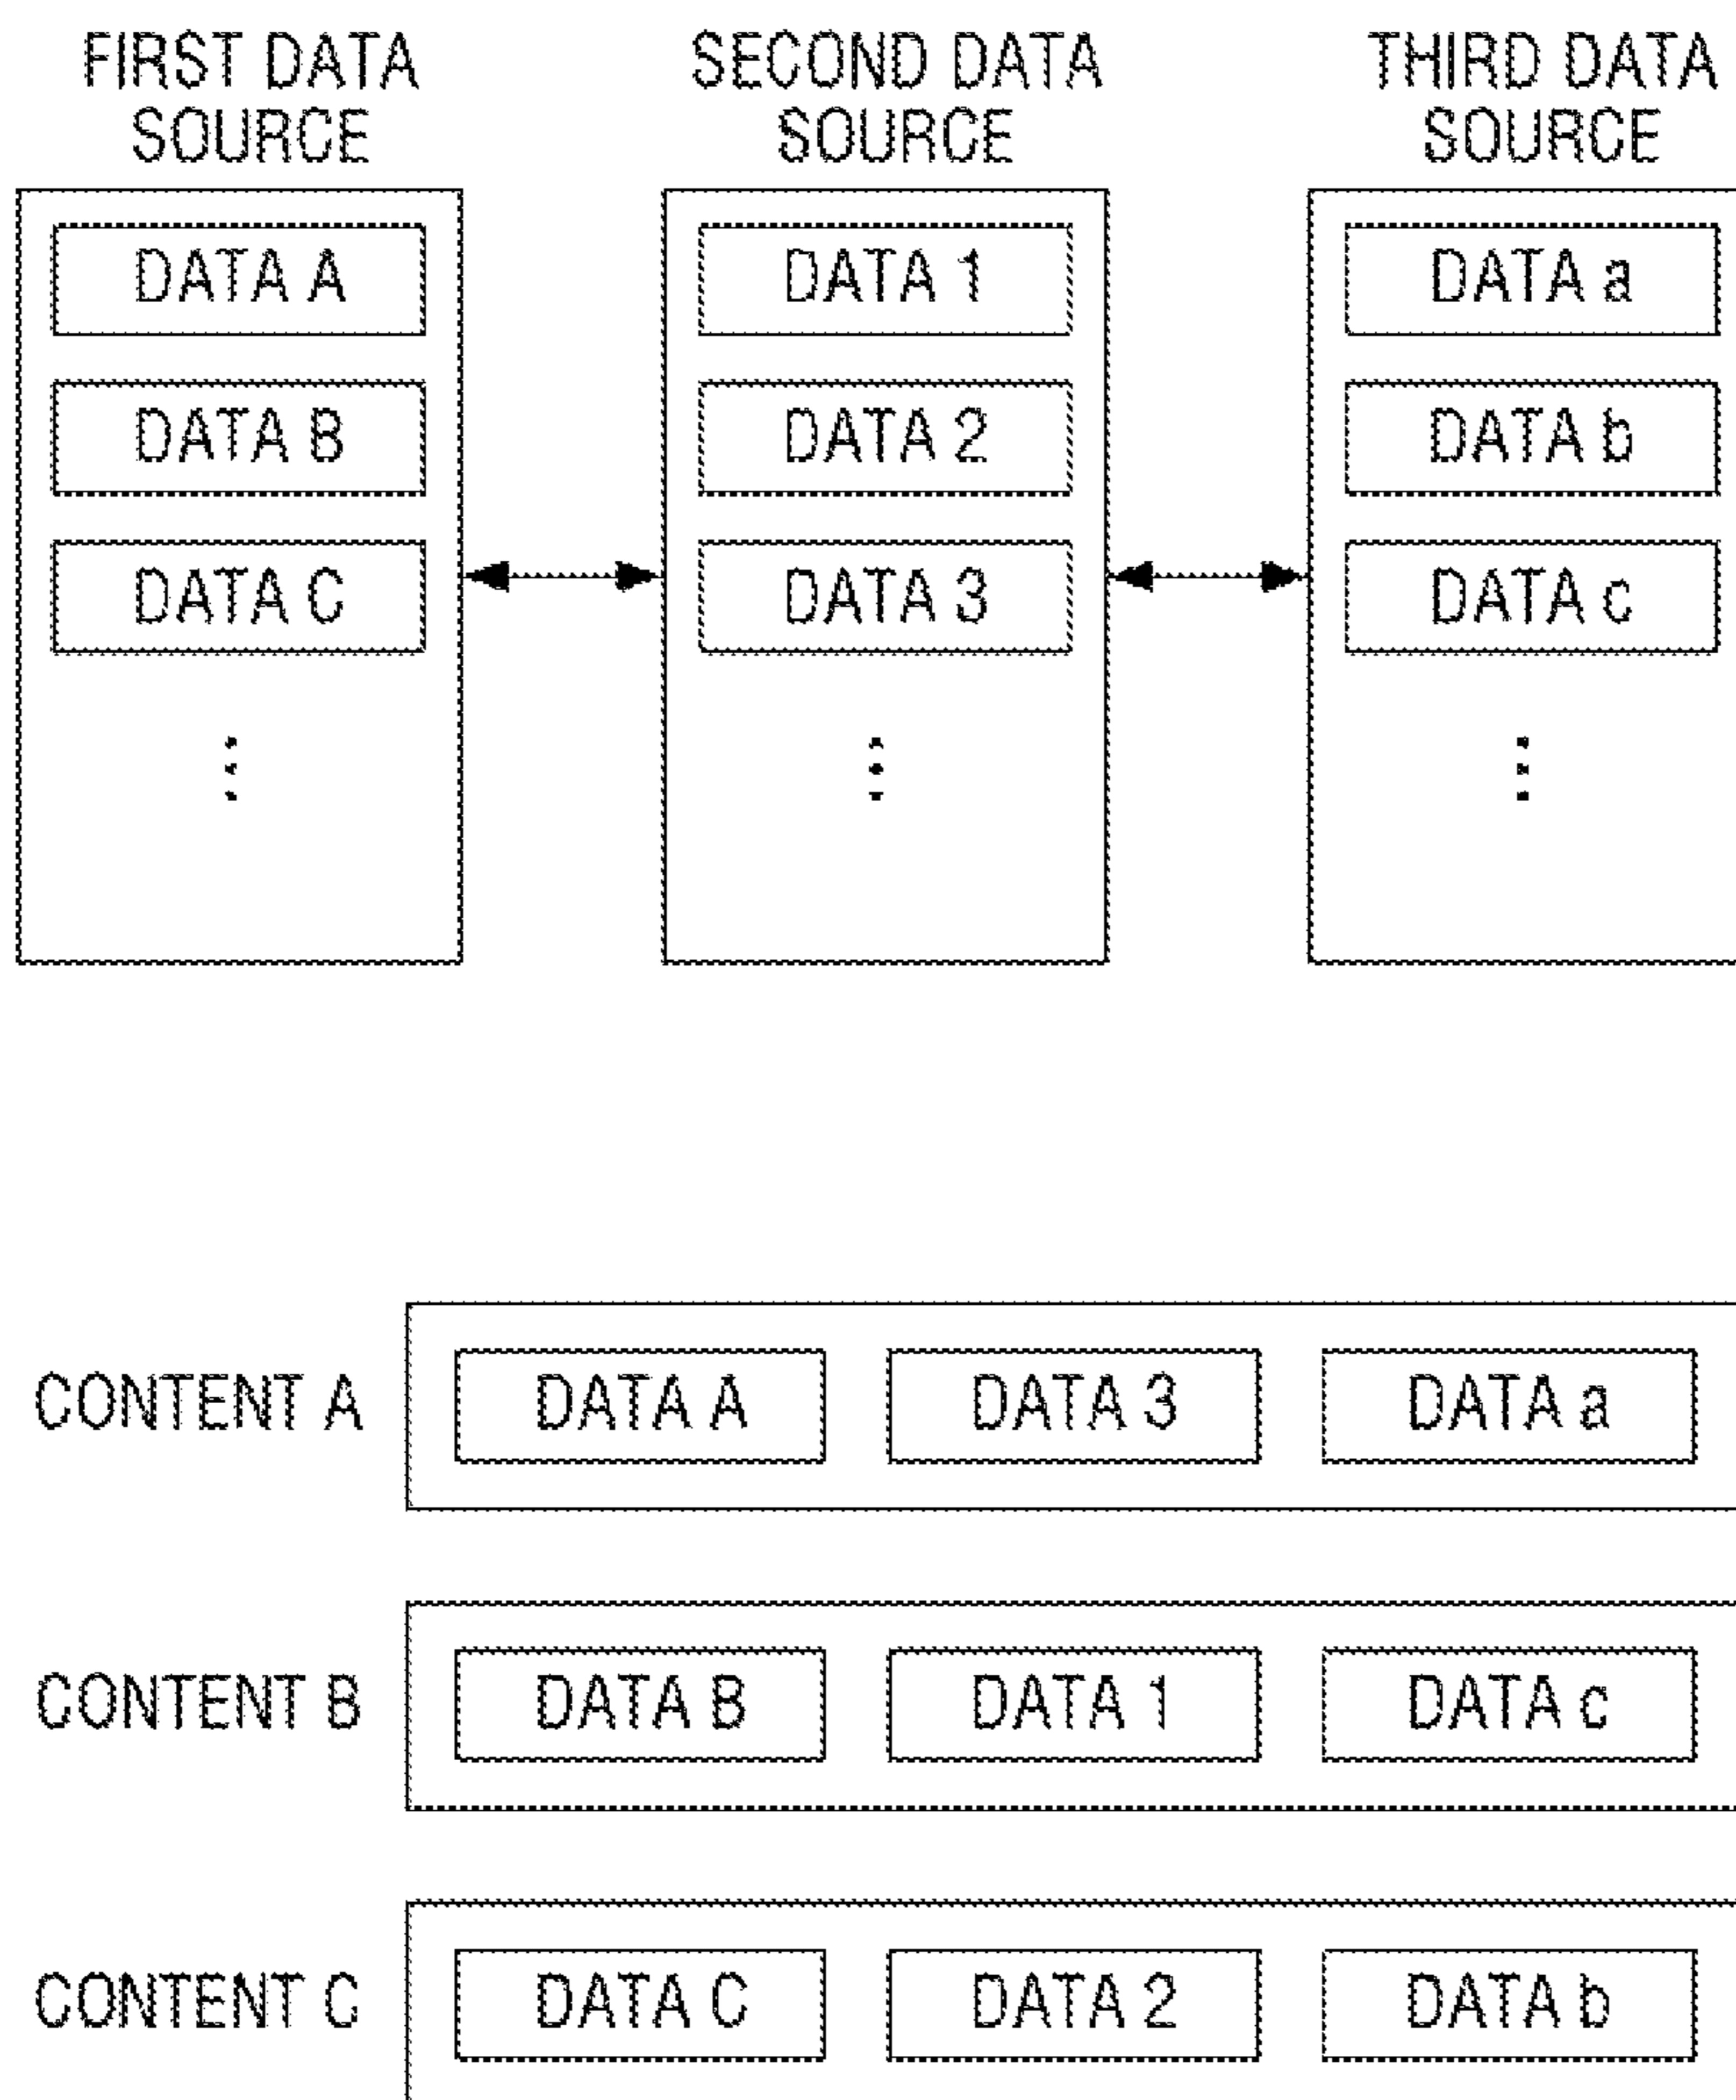 FIRST DATA
SOURCE
SECOND DATA
SOURCE
THIRD DATA
SOURCE
DATA A
DATA B
DATA C
DATA 1
DATA 2
DATA 3
DATA a
DATA b
DATA c
CONTENT A
DATA A
DATA 3
DATA a
CONTENT B
DATA B
DATA 1
DATA c
CONTENT C
DATA C
DATA 2
DATA b